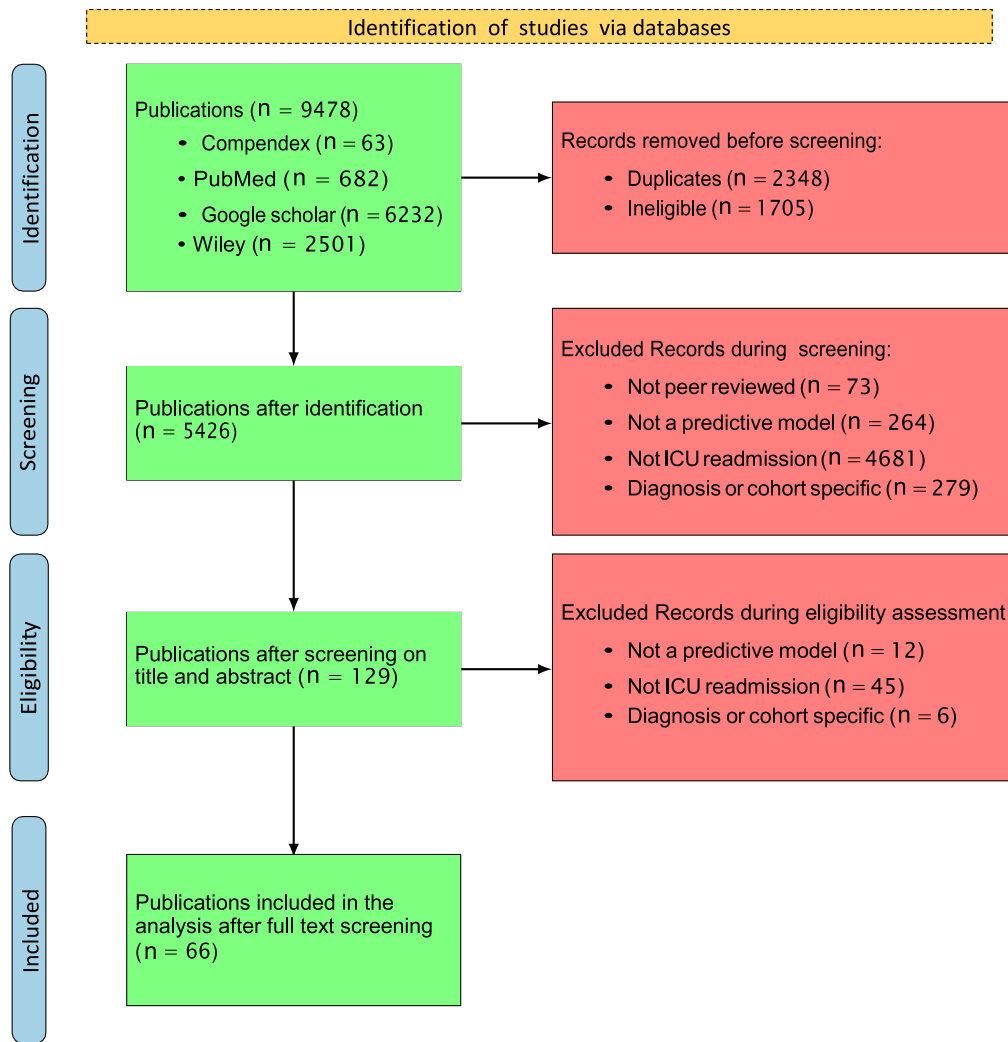 Identification of studies via databases
Identification
Publications (n = 9478)
• Compendex (n = 63)
• PubMed (n = 682)
• Google scholar (n = 6232)
• Wiley (n = 2501)
Records removed before screening:
• Duplicates (n = 2348)
• Ineligible (n = 1705)
Screening
Publications after identification
(n = 5426)
Excluded Records during screening:
• Not peer reviewed (n = 73)
• Not a predictive model (n = 264)
• Not ICU readmission (n = 4681)
• Diagnosis or cohort specific (n = 279)
Eligibility
Publications after screening on
title and abstract (n = 129)
Excluded Records during eligibility assessment
• Not a predictive model (n = 12)
• Not ICU readmission (n = 45)
• Diagnosis or cohort specific (n = 6)
Included
Publications included in the
analysis after full text screening
(n = 66)